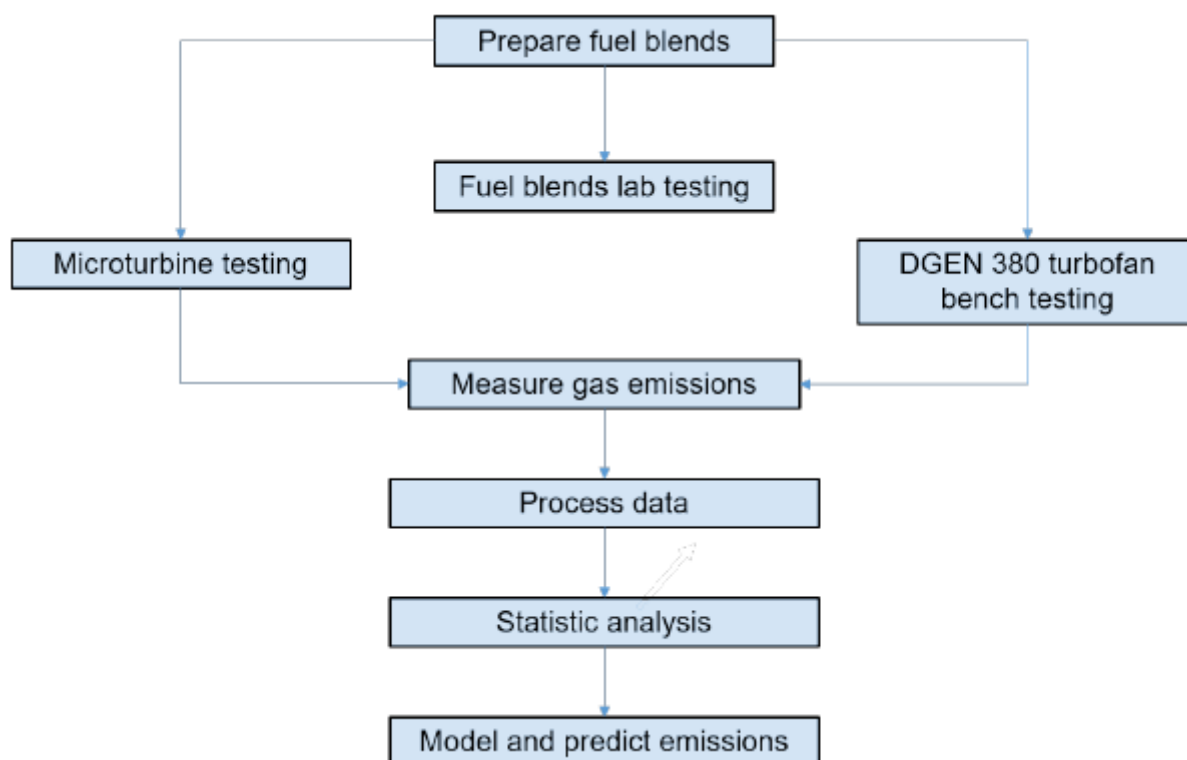 Prepare fuel blends
Fuel blends lab testing
Microturbine testing
DGEN 380 turbofan
bench testing
Measure gas emissions
Process data
Statistic analysis
Model and predict emissions